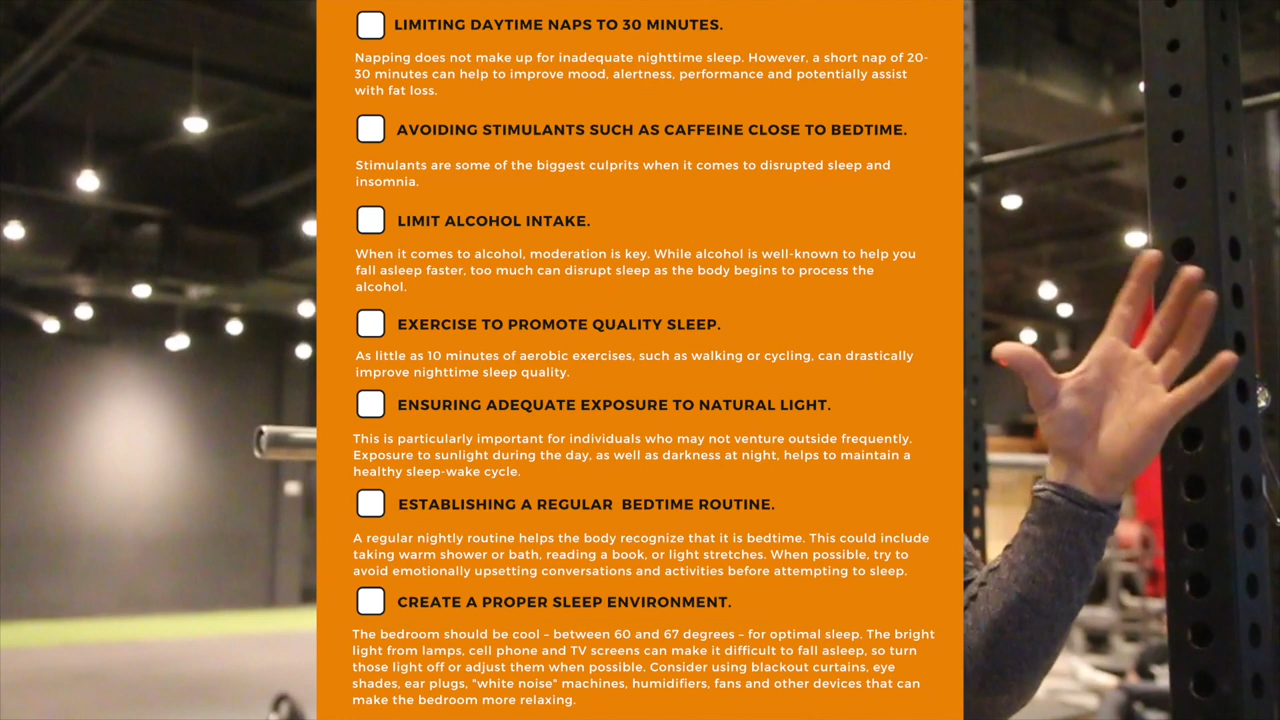 LIMITING DAYTIME NAPS TO 30 MINUTES.
Napping does not make up for inadequate nighttime sleep. However, a short nap of 20-
30 minutes can help to improve mood, alertness, performance and potentially assist
with fat loss.
AVOIDING STIMULANTS SUCH AS CAFFEINE CLOSE TO BEDTIME.
Stimulants are some of the biggest culprits when it comes to disrupted sleep and
insomnia.
LIMIT ALCOHOL INTAKE.
When it comes to alcohol, moderation is key. While alcohol is well-known to help you
fall asleep faster, too much can disrupt sleep as the body begins to process the
alcohol.
EXERCISE TO PROMOTE QUALITY SLEEP.
As little as 10 minutes of aerobic exercises, such as walking or cycling, can drastically
improve nighttime sleep quality.
ENSURING ADEQUATE EXPOSURE TO NATURAL LIGHT.
This is particularly important for individuals who may not venture outside frequently.
Exposure to sunlight during the day, as well as darkness at night, helps to maintain a
healthy sleep-wake cycle.
ESTABLISHING A REGULAR  BEDTIME ROUTINE.
A regular nightly routine helps the body recognize that it is bedtime. This could include
taking warm shower or bath, reading a book, or light stretches. When possible, try to
avoid emotionally upsetting conversations and activities before attempting to sleep.
CREATE A PROPER SLEEP ENVIRONMENT.
The bedroom should be cool – between 60 and 67 degrees – for optimal sleep. The bright
light from lamps, cell phone and TV screens can make it difficult to fall asleep, so turn
those light off or adjust them when possible. Consider using blackout curtains, eye
shades, ear plugs, "white noise" machines, humidifiers, fans and other devices that can
make the bedroom more relaxing.